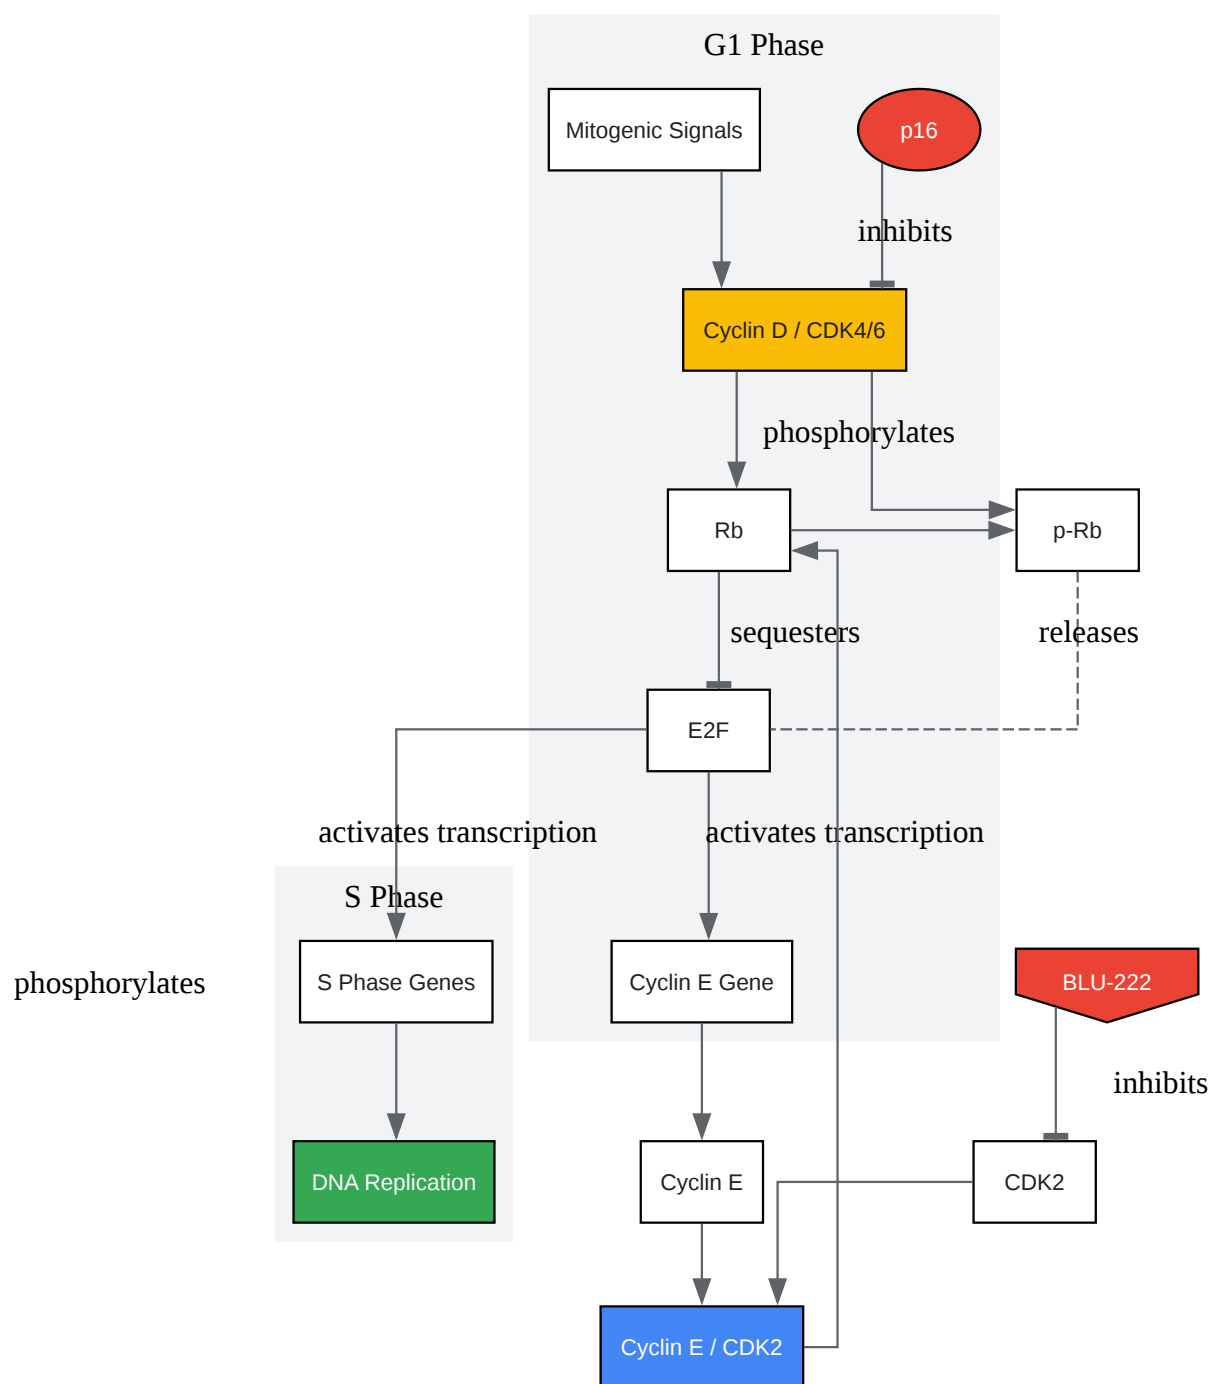 G1 Phase
Mitogenic Signals
p16
inhibits
Cyclin D / CDK4/6
phosphorylates
Rb
p-Rb
sequesters
releases
E2F
activates transcription
activates transcription
S Phase
S Phase Genes
Cyclin E Gene
BLU-222
phosphorylates
inhibits
DNA Replication
Cyclin E
CDK2
Cyclin E / CDK2